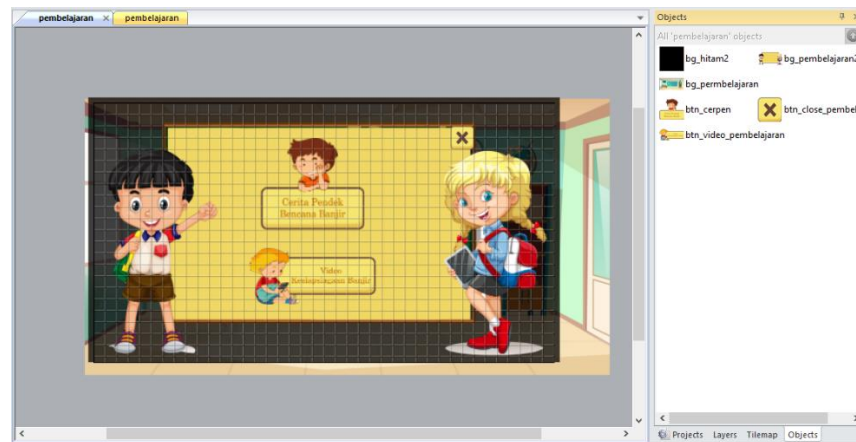 pembelajaran
pembelajaran
Objects
All 'pembelajaran' objects
bg_hitam2
bg_pembelajaran2
bg_permbelajaran
btn_cerpen
btn_close_pembel
btn_video_pembelajaran
Cerita Pendek
Bencana Banjir
Video
Kesiapsiagaan Banjir
Projects Layers Tilemap Objects